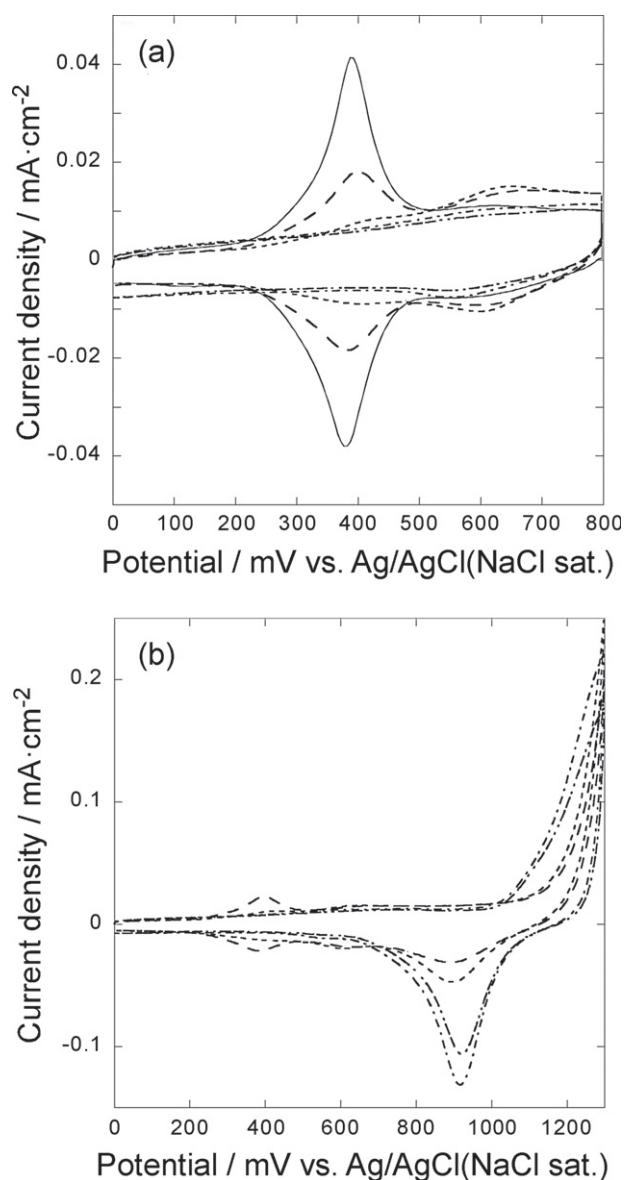 (a)
0.04
0.02
0
-0.02
-0.04
Current density / mA·cm⁻²
0 100 200 300 400 500 600 700 800
Potential / mV vs. Ag/AgCl(NaCl sat.)
(b)
0.2
0.1
0
-0.1
Current density / mA·cm⁻²
0 200 400 600 800 1000 1200
Potential / mV vs. Ag/AgCl(NaCl sat.)